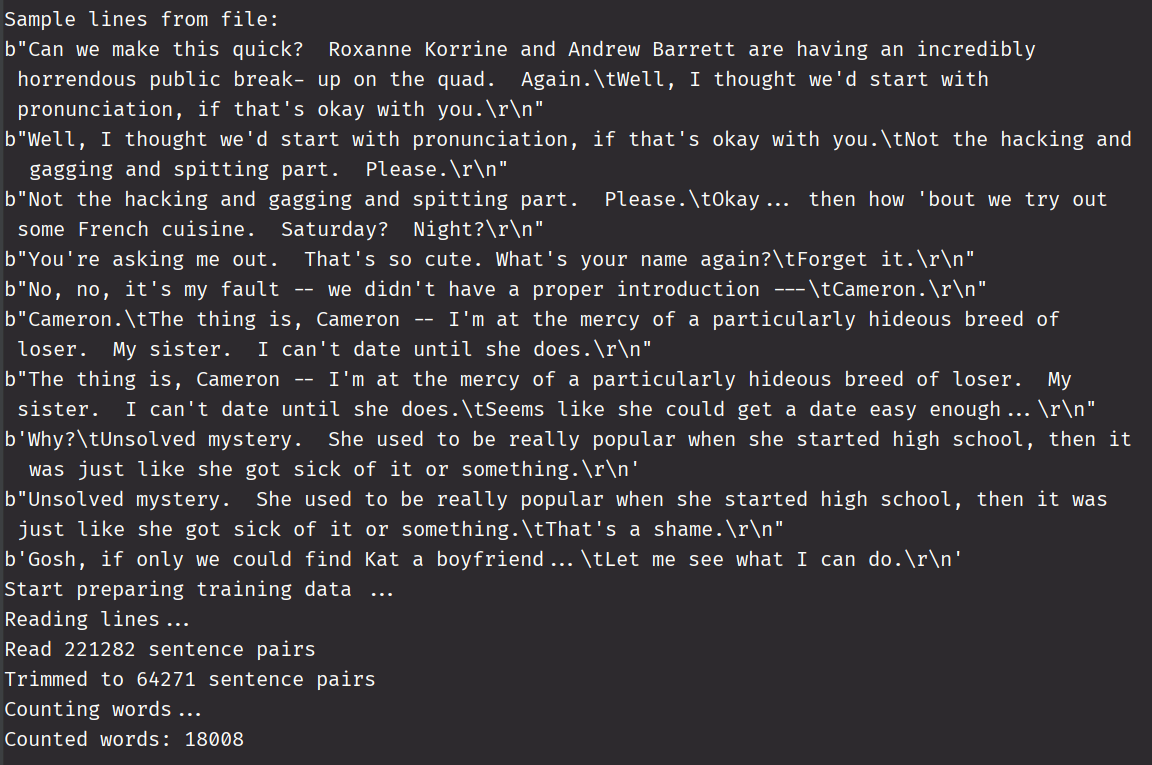 Sample lines from file:
b"Can we make this quick?  Roxanne Korrine and Andrew Barrett are having an incredibly
horrendous public break- up on the quad.  Again.\tWell, I thought we'd start with
pronunciation, if that's okay with you.\r\n"
b"Well, I thought we'd start with pronunciation, if that's okay with you.\tNot the hacking and
gagging and spitting part.  Please.\r\n"
b"Not the hacking and gagging and spitting part.  Please.\tOkay... then how 'bout we try out
some French cuisine.  Saturday?  Night?\r\n"
b"You're asking me out.  That's so cute. What's your name again?\tForget it.\r\n"
b"No, no, it's my fault -- we didn't have a proper introduction ---\tCameron.\r\n"
b"Cameron.\tThe thing is, Cameron -- I'm at the mercy of a particularly hideous breed of
loser.  My sister.  I can't date until she does.\r\n"
b"The thing is, Cameron -- I'm at the mercy of a particularly hideous breed of loser.  My
sister.  I can't date until she does.\tSeems like she could get a date easy enough...\r\n"
b'Why?\tUnsolved mystery.  She used to be really popular when she started high school, then it
was just like she got sick of it or something.\r\n'
b"Unsolved mystery.  She used to be really popular when she started high school, then it was
just like she got sick of it or something.\tThat's a shame.\r\n"
b'Gosh, if only we could find Kat a boyfriend...\tLet me see what I can do.\r\n'
Start preparing training data ...
Reading lines...
Read 221282 sentence pairs
Trimmed to 64271 sentence pairs
Counting words...
Counted words: 18008